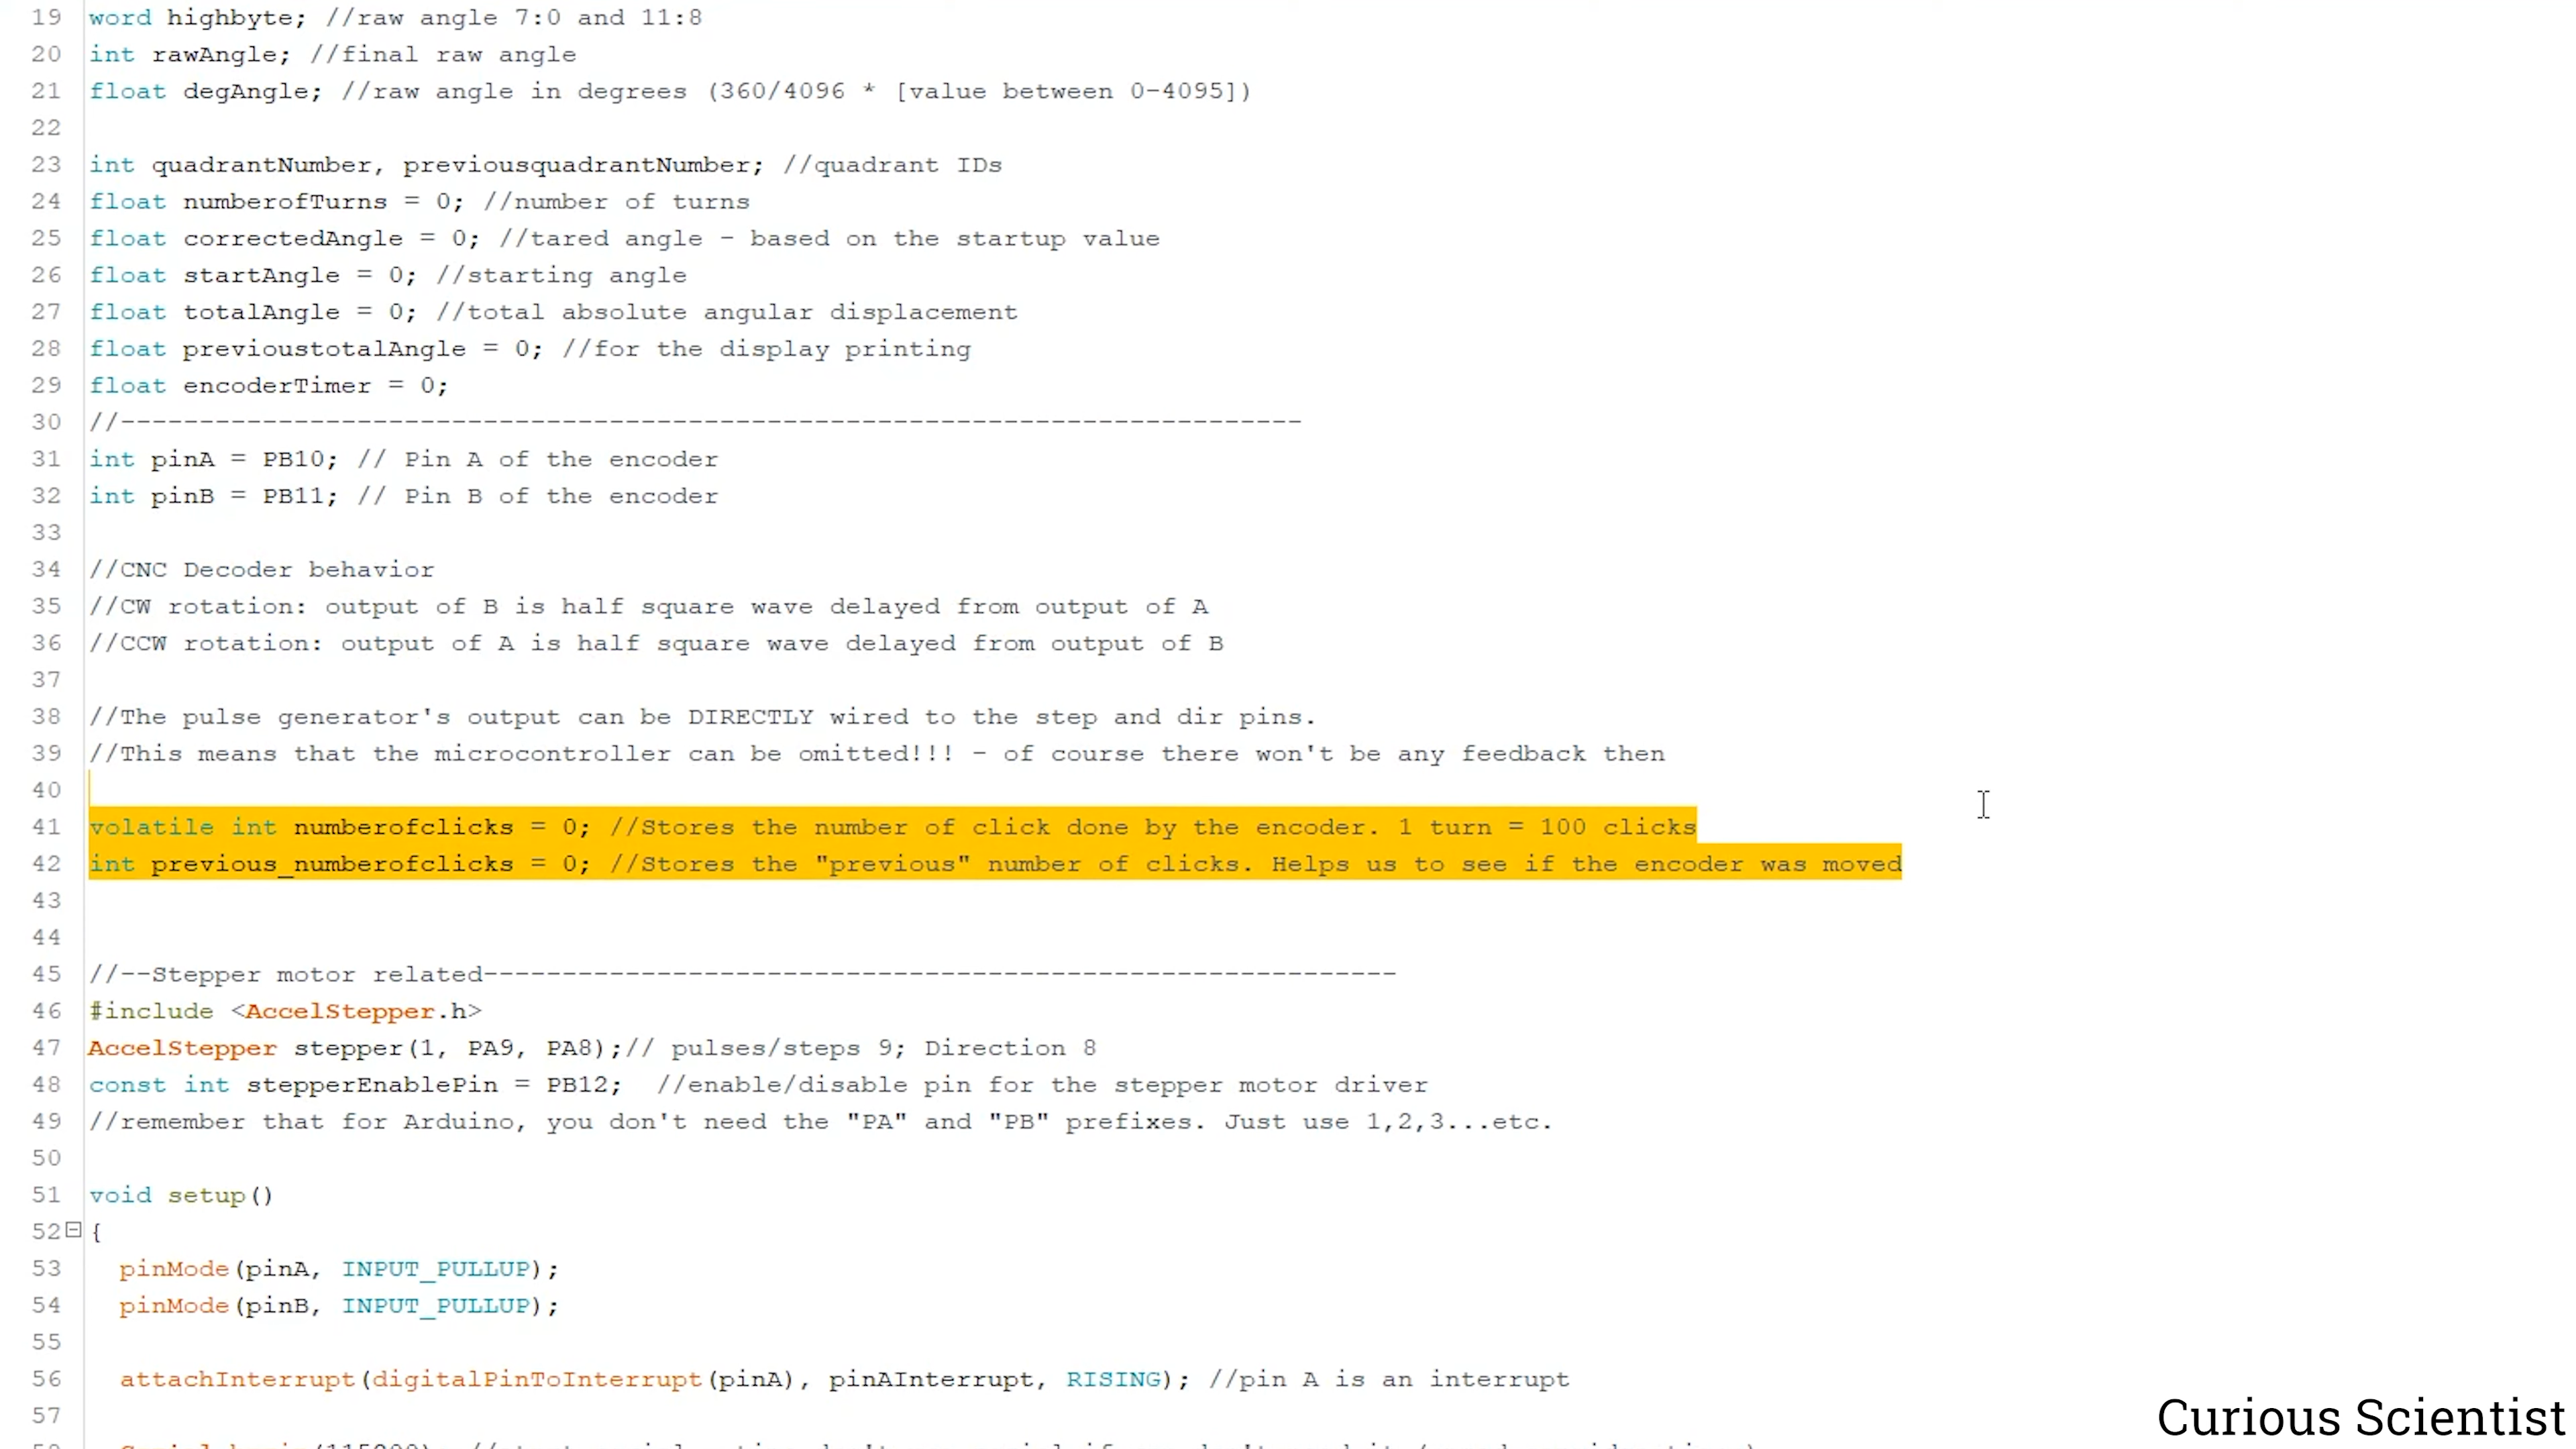 19 word highbyte; //raw angle 7:0 and 11:8
20 int rawAngle; //final raw angle
21 float degAngle; //raw angle in degrees (360/4096 * [value between 0-4095])
22
23 int quadrantNumber, previousquadrantNumber; //quadrant IDs
24 float numberofTurns = 0; //number of turns
25 float correctedAngle = 0; //tared angle - based on the startup value
26 float startAngle = 0; //starting angle
27 float totalAngle = 0; //total absolute angular displacement
28 float previoustotalAngle = 0; //for the display printing
29 float encoderTimer = 0;
30 //---------------------------------------------------------------------------
31 int pinA = PB10; // Pin A of the encoder
32 int pinB = PB11; // Pin B of the encoder
33
34 //CNC Decoder behavior
35 //CW rotation: output of B is half square wave delayed from output of A
36 //CCW rotation: output of A is half square wave delayed from output of B
37
38 //The pulse generator's output can be DIRECTLY wired to the step and dir pins.
39 //This means that the microcontroller can be omitted!!! - of course there won't be any feedback then
40
41 volatile int numberofclicks = 0; //Stores the number of click done by the encoder. 1 turn = 100 clicks
42 int previous_numberofclicks = 0; //Stores the "previous" number of clicks. Helps us to see if the encoder was moved
43
44
45 //--Stepper motor related----------------------------------------------------------
46 #include <AccelStepper.h>
47 AccelStepper stepper(1, PA9, PA8);// pulses/steps 9; Direction 8
48 const int stepperEnablePin = PB12;  //enable/disable pin for the stepper motor driver
49 //remember that for Arduino, you don't need the "PA" and "PB" prefixes. Just use 1,2,3...etc.
50
51 void setup()
52 {
53   pinMode(pinA, INPUT_PULLUP);
54   pinMode(pinB, INPUT_PULLUP);
55
56   attachInterrupt(digitalPinToInterrupt(pinA), pinAInterrupt, RISING); //pin A is an interrupt
57
Curious Scientist